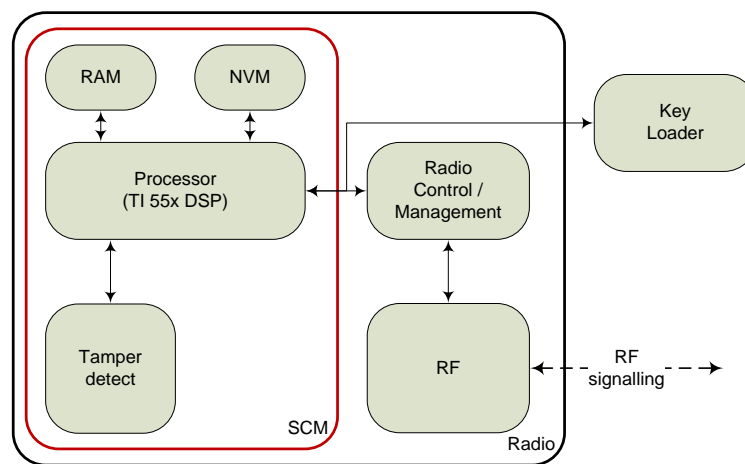 RAM
NVM
Key
Loader
Processor
(TI 55x DSP)
Radio
Control /
Management
Tamper
detect
RF
RF
signalling
SCM
Radio